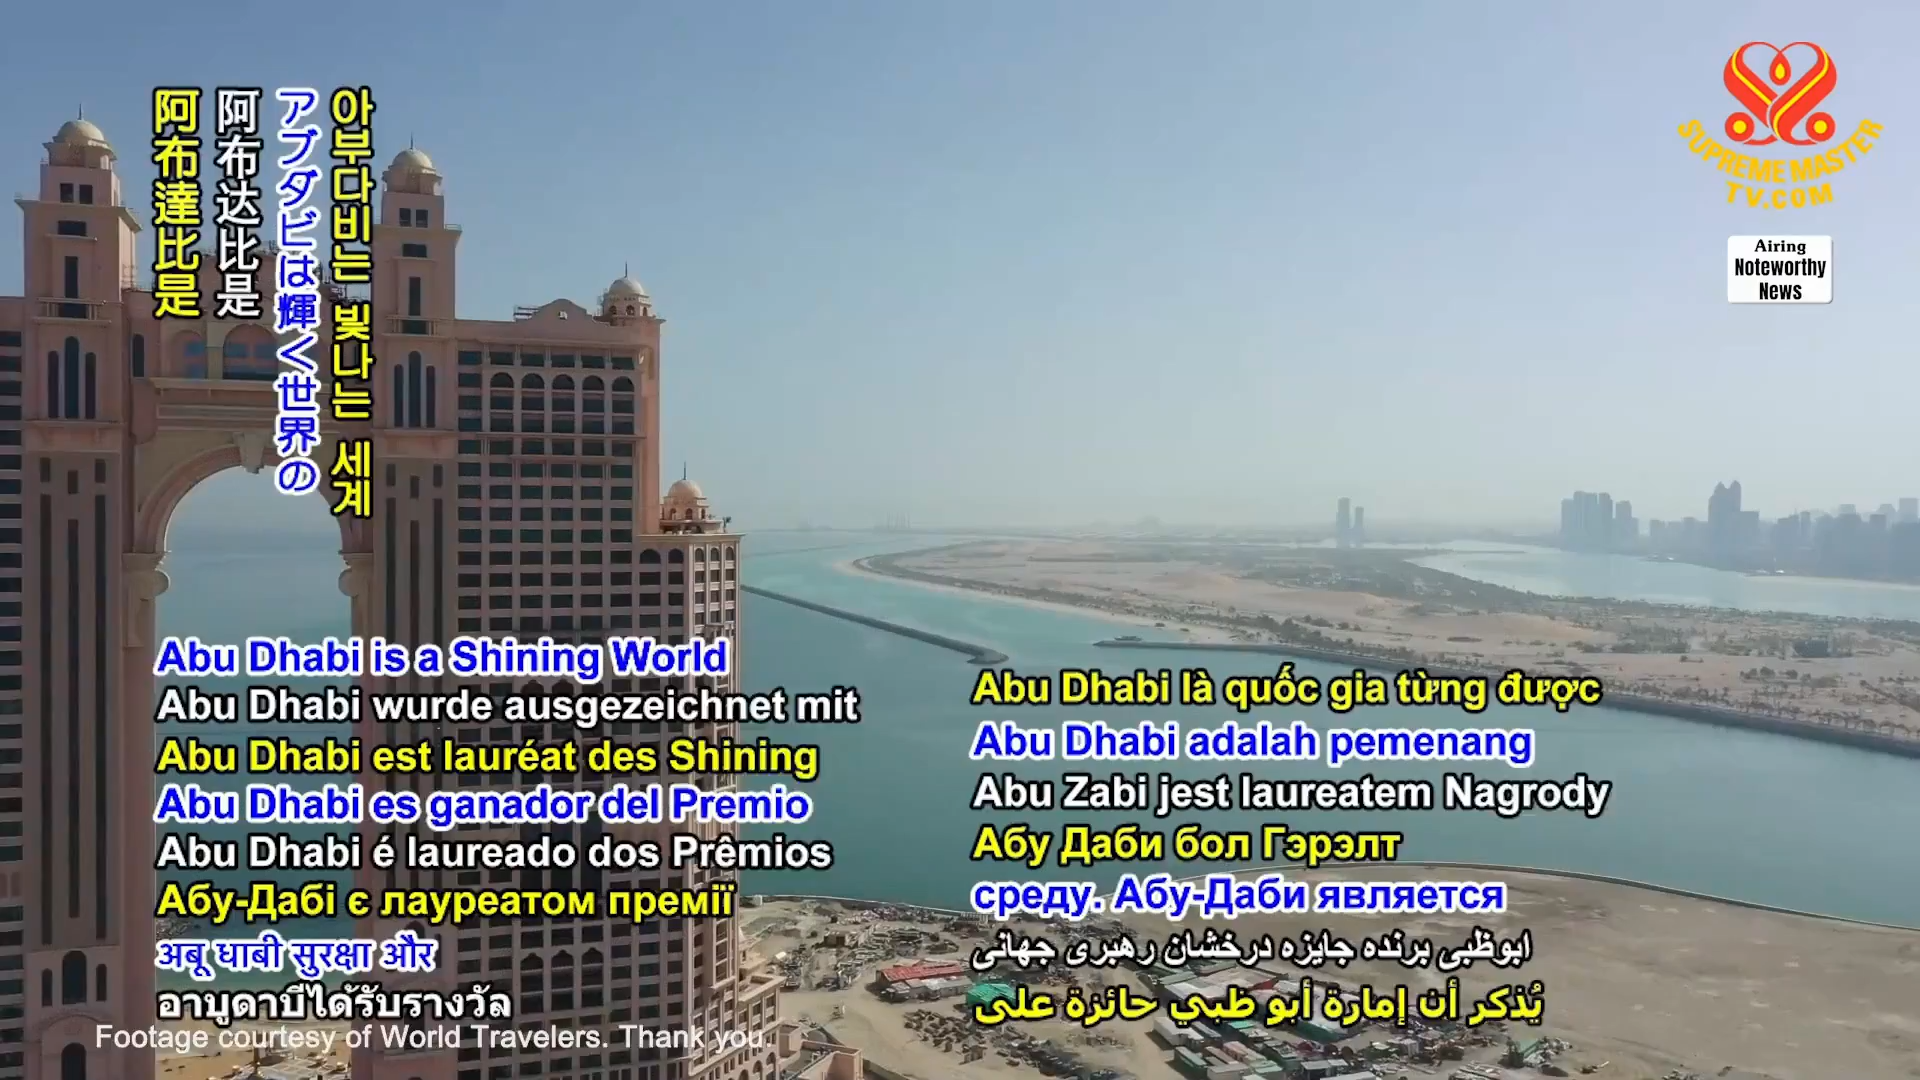 阿布達比是
阿布达比是
アブダビは輝く世界の
아부다비는 빛나는 세계
SUPREME MASTER
TV.COM
Airing
Noteworthy
News
Abu Dhabi is a Shining World
Abu Dhabi wurde ausgezeichnet mit
Abu Dhabi est lauréat des Shining
Abu Dhabi es ganador del Premio
Abu Dhabi é laureado dos Prêmios
Абу-Дабі є лауреатом премії
अबू धाबी सुरक्षा और
อาบูดาบีได้รับรางวัล
Abu Dhabi là quốc gia từng được
Abu Dhabi adalah pemenang
Abu Zabi jest laureatem Nagrody
Абу Даби бол Гэрэлт
среду. Абу-Даби является
ابوظبی برنده جایزه درخشان رهبری جهانی
يُذكر أن إمارة أبو ظبي حائزة على
Footage courtesy of World Travelers. Thank you.